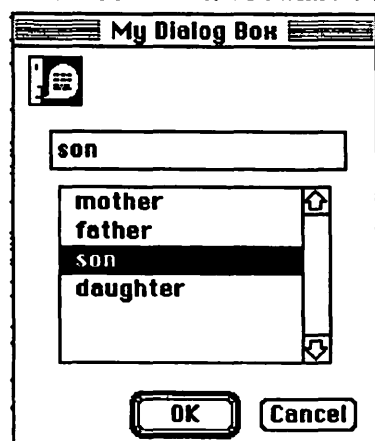 My Dialog Box
son
mother
father
son
daughter
OK
Cancel